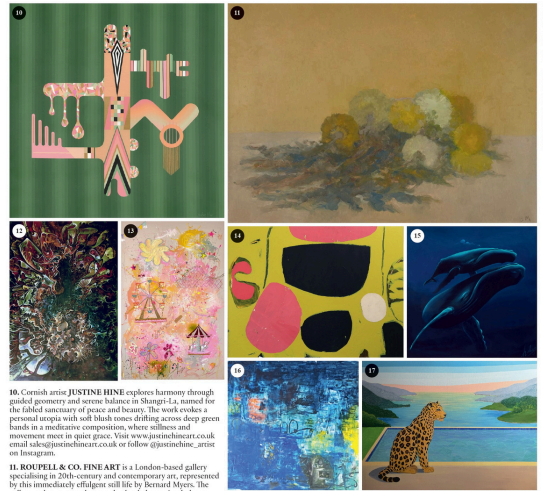 10
11
12
13
14
15
16
17
10. Cornish artist JUSTINE HINE explores harmony through
guided geometry and serene balance in Shangri-La, named for
the fabled sanctuary of peace and beauty. The work evokes a
personal utopia with soft blush tones drifting across deep green
bands in a meditative composition, where stillness and
movement meet in quiet grace. Visit www.justinehineart.co.uk
email sales@justinehineart.co.uk or follow @justinehine_artist
on Instagram.
11. ROUPELL & CO. FINE ART is a London-based gallery
specialising in 20th-century and contemporary art, represented
by this immediately effulgent still life by Bernard Myers. The